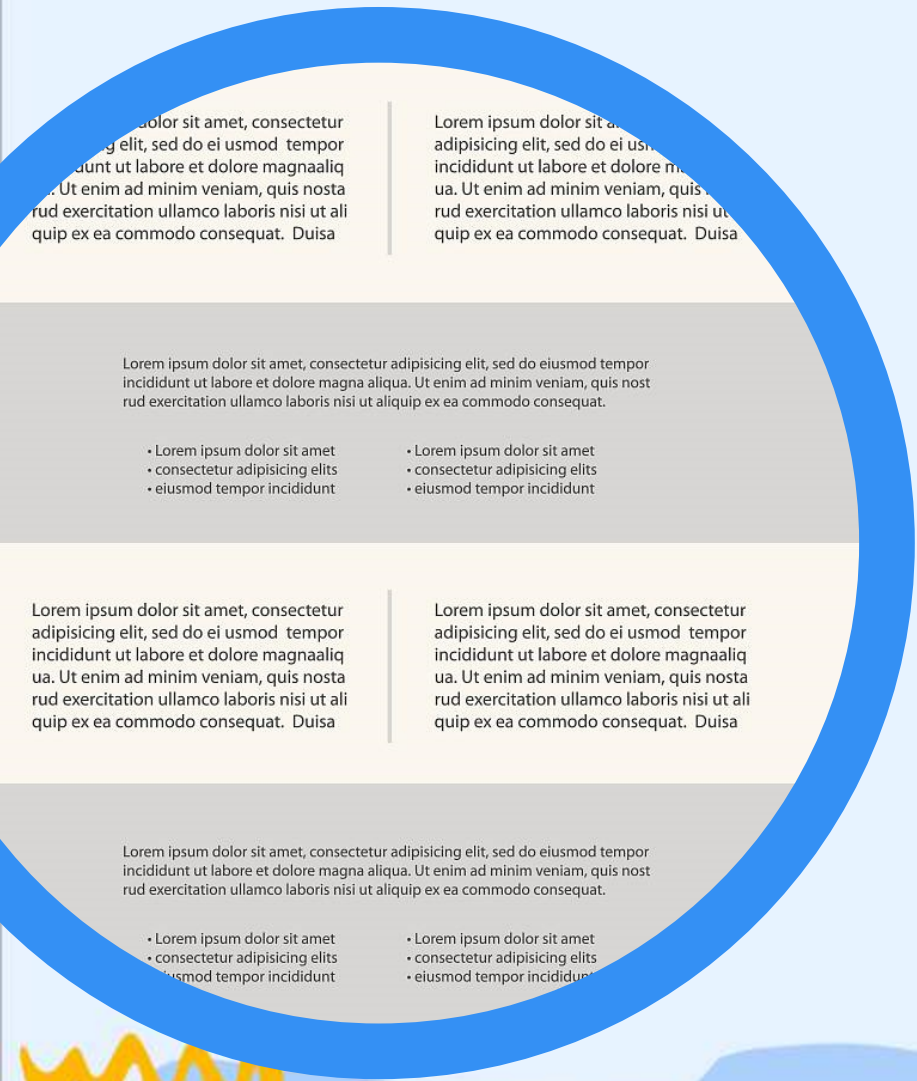 dolor sit amet, consectetur
elit, sed do ei usmod tempor
ut labore et dolore magnaaliq
Ut enim ad minim veniam, quis nosta
rud exercitation ullamco laboris nisi ut ali
quip ex ea commodo consequat. Duisa
Lorem ipsum dolor sit
adipisicing elit, sed do ei
incididunt ut labore et dolore
ua. Ut enim ad minim veniam, quis
rud exercitation ullamco laboris nisi ut
quip ex ea commodo consequat. Duisa
Lorem ipsum dolor sit amet, consectetur adipisicing elit, sed do eiusmod tempor
incididunt ut labore et dolore magna aliqua. Ut enim ad minim veniam, quis nost
rud exercitation ullamco laboris nisi ut aliquip ex ea commodo consequat.
• Lorem ipsum dolor sit amet
• consectetur adipisicing elits
• eiusmod tempor incididunt
• Lorem ipsum dolor sit amet
• consectetur adipisicing elits
• eiusmod tempor incididunt
Lorem ipsum dolor sit amet, consectetur
adipisicing elit, sed do ei usmod tempor
incididunt ut labore et dolore magnaaliq
ua. Ut enim ad minim veniam, quis nosta
rud exercitation ullamco laboris nisi ut ali
quip ex ea commodo consequat. Duisa
Lorem ipsum dolor sit amet, consectetur
adipisicing elit, sed do ei usmod tempor
incididunt ut labore et dolore magnaaliq
ua. Ut enim ad minim veniam, quis nosta
rud exercitation ullamco laboris nisi ut ali
quip ex ea commodo consequat. Duisa
Lorem ipsum dolor sit amet, consectetur adipisicing elit, sed do eiusmod tempor
incididunt ut labore et dolore magna aliqua. Ut enim ad minim veniam, quis nost
rud exercitation ullamco laboris nisi ut aliquip ex ea commodo consequat.
• Lorem ipsum dolor sit amet
• consectetur adipisicing elits
tempor incididunt
• Lorem ipsum dolor sit amet
• consectetur adipisicing elits
• eiusmod tempor incididunt